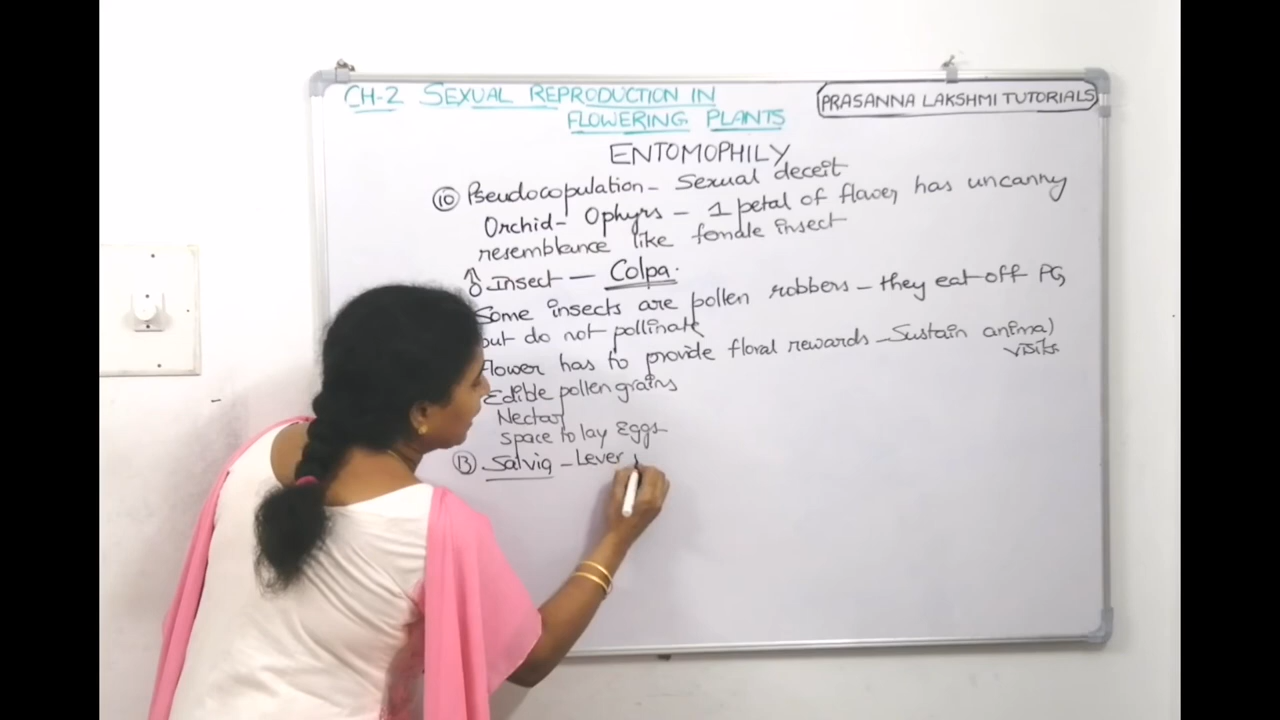 CH-2 SEXUAL REPRODUCTION IN
FLOWERING PLANTS
PRASANNA LAKSHMI TUTORIALS
ENTOMOPHILY
10 Pseudocopulation - Sexual deceit
Orchid - Ophyrs - 1 petal of flower has uncanny
resemblance like female insect
♂ Insect - Colpa.
Some insects are pollen robbers - they eat off PG,
but do not pollinate
Flower has to provide floral rewards - Sustain animal
visits
Edible pollen grains
Nectar
Space to lay Eggs
13 Salvia - Lever